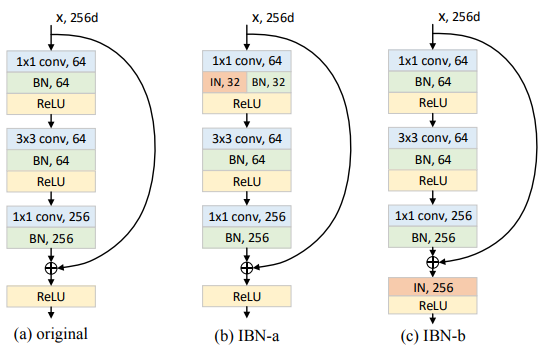 x, 256d
1x1 conv, 64
BN, 64
ReLU
3x3 conv, 64
BN, 64
ReLU
1x1 conv, 256
BN, 256
ReLU
(a) original
x, 256d
1x1 conv, 64
IN, 32 BN, 32
ReLU
3x3 conv, 64
BN, 64
ReLU
1x1 conv, 256
BN, 256
ReLU
(b) IBN-a
x, 256d
1x1 conv, 64
BN, 64
ReLU
3x3 conv, 64
BN, 64
ReLU
1x1 conv, 256
BN, 256
IN, 256
ReLU
(c) IBN-b